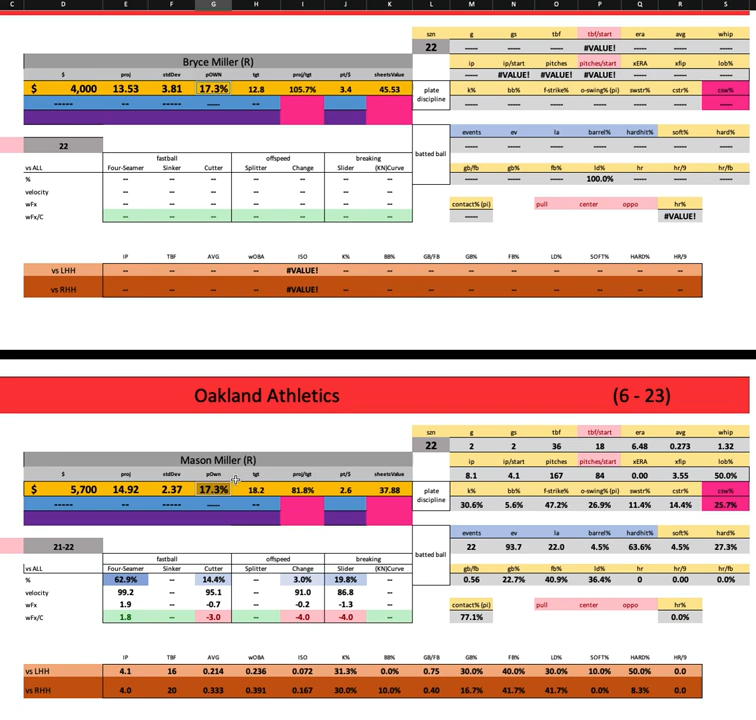 C D E F G H I J K L M N O P Q R S
szn g gs tbf tbf/start era avg whip
22 ----- ----- ----- #VALUE! ----- ----- -----
Bryce Miller (R)
ip ip/start pitches pitches/start xERA xfip lob%
----- #VALUE! #VALUE! #VALUE! ----- ----- -----
$ proj stdDev pOWN tgt proj/tgt pt/$ sheetsValue
$ 4,000 13.53 3.81 17.3% 12.8 105.7% 3.4 45.53
plate discipline
k% bb% f-strike% o-swing% (pi) swstr% cstr% csw%
----- ----- ----- ----- ----- ----- -----
----- -- ----- --
batted ball
events ev la barrel% hardhit% soft% hard%
----- ----- ----- ----- ----- ----- -----
22
fastball offspeed breaking
vs ALL Four-Seamer Sinker Cutter Splitter Change Slider (KN)Curve
gb/fb gb% fb% ld% hr hr/9 hr/fb
% -- -- -- -- -- -- --
----- ----- ----- 100.0% ----- ----- -----
velocity -- -- -- -- -- -- --
wFx -- -- -- -- -- -- --
contact% (pi) pull center oppo hr%
wFx/C -- -- -- -- -- -- --
----- #VALUE!
IP TBF AVG wOBA ISO K% BB% GB/FB GB% FB% LD% SOFT% HARD% HR/9
vs LHH -- -- -- -- #VALUE! -- -- -- -- -- -- -- -- --
vs RHH -- -- -- -- #VALUE! -- -- -- -- -- -- -- -- --
Oakland Athletics (6 - 23)
szn g gs tbf tbf/start era avg whip
22 2 2 36 18 6.48 0.273 1.32
Mason Miller (R)
ip ip/start pitches pitches/start xERA xfip lob%
8.1 4.1 167 84 0.00 3.55 50.0%
$ proj stdDev pOwn tgt proj/tgt pt/$ sheetsValue
$ 5,700 14.92 2.37 17.3% 18.2 81.8% 2.6 37.88
plate discipline
k% bb% f-strike% o-swing% (pi) swstr% cstr% csw%
30.6% 5.6% 47.2% 26.9% 11.4% 14.4% 25.7%
----- -- ----- --
batted ball
events ev la barrel% hardhit% soft% hard%
22 93.7 22.0 4.5% 63.6% 4.5% 27.3%
21-22
fastball offspeed breaking
vs ALL Four-Seamer Sinker Cutter Splitter Change Slider (KN)Curve
gb/fb gb% fb% ld% hr hr/9 hr/fb
% 62.9% -- 14.4% -- 3.0% 19.8% --
0.56 22.7% 40.9% 36.4% 0 0.00 0.0%
velocity 99.2 -- 95.1 -- 91.0 86.8 --
wFx 1.9 -- -0.7 -- -0.2 -1.3 --
contact% (pi) pull center oppo hr%
wFx/C 1.8 -- -3.0 -- -4.0 -4.0 --
77.1% 0.0%
IP TBF AVG wOBA ISO K% BB% GB/FB GB% FB% LD% SOFT% HARD% HR/9
vs LHH 4.1 16 0.214 0.236 0.072 31.3% 0.0% 0.75 30.0% 40.0% 30.0% 10.0% 50.0% 0.0
vs RHH 4.0 20 0.333 0.391 0.167 30.0% 10.0% 0.40 16.7% 41.7% 41.7% 0.0% 8.3% 0.0